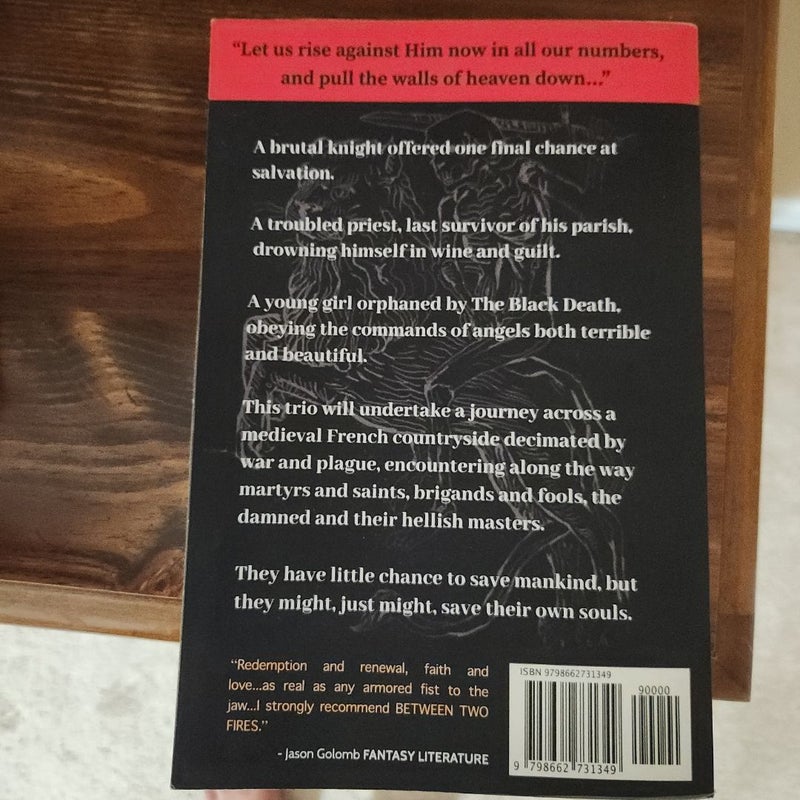 “Let us rise against Him now in all our numbers,
and pull the walls of heaven down...”
A brutal knight offered one final chance at
salvation.
A troubled priest, last survivor of his parish,
drowning himself in wine and guilt.
A young girl orphaned by The Black Death,
obeying the commands of angels both terrible
and beautiful.
This trio will undertake a journey across a
medieval French countryside decimated by
war and plague, encountering along the way
martyrs and saints, brigands and fools, the
damned and their hellish masters.
They have little chance to save mankind, but
they might, just might, save their own souls.
“Redemption and renewal, faith and
love...as real as any armored fist to the
jaw...I strongly recommend BETWEEN TWO
FIRES.”
- Jason Golomb FANTASY LITERATURE
ISBN 9798662731349
90000
9 798662 731349